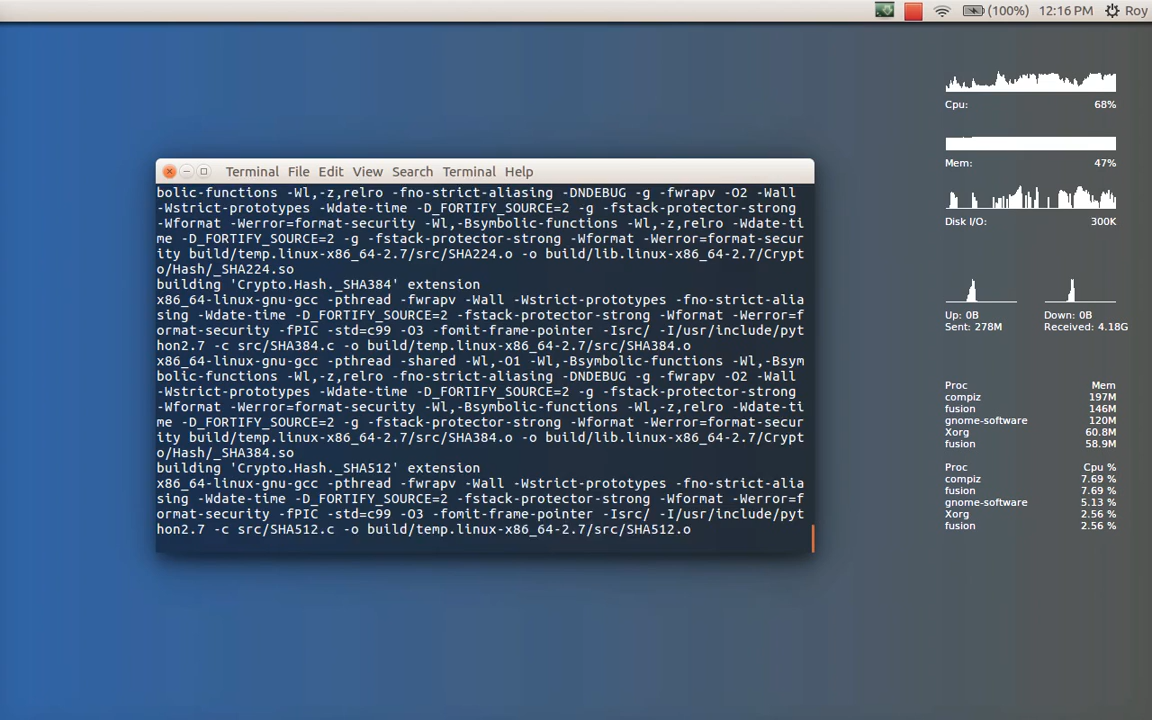 (100%) 12:16 PM Roy
Terminal File Edit View Search Terminal Help
bolic-functions -Wl,-z,relro -fno-strict-aliasing -DNDEBUG -g -fwrapv -O2 -Wall
-Wstrict-prototypes -Wdate-time -D_FORTIFY_SOURCE=2 -g -fstack-protector-strong
-Wformat -Werror=format-security -Wl,-Bsymbolic-functions -Wl,-z,relro -Wdate-ti
me -D_FORTIFY_SOURCE=2 -g -fstack-protector-strong -Wformat -Werror=format-secur
ity build/temp.linux-x86_64-2.7/src/SHA224.o -o build/lib.linux-x86_64-2.7/Crypt
o/Hash/_SHA224.so
building 'Crypto.Hash._SHA384' extension
x86_64-linux-gnu-gcc -pthread -fwrapv -Wall -Wstrict-prototypes -fno-strict-alia
sing -Wdate-time -D_FORTIFY_SOURCE=2 -g -fstack-protector-strong -Wformat -Werror=f
ormat-security -fPIC -std=c99 -O3 -fomit-frame-pointer -Isrc/ -I/usr/include/pyt
hon2.7 -c src/SHA384.c -o build/temp.linux-x86_64-2.7/src/SHA384.o
x86_64-linux-gnu-gcc -pthread -shared -Wl,-O1 -Wl,-Bsymbolic-functions -Wl,-Bsym
bolic-functions -Wl,-z,relro -fno-strict-aliasing -DNDEBUG -g -fwrapv -O2 -Wall
-Wstrict-prototypes -Wdate-time -D_FORTIFY_SOURCE=2 -g -fstack-protector-strong
-Wformat -Werror=format-security -Wl,-Bsymbolic-functions -Wl,-z,relro -Wdate-ti
me -D_FORTIFY_SOURCE=2 -g -fstack-protector-strong -Wformat -Werror=format-secur
ity build/temp.linux-x86_64-2.7/src/SHA384.o -o build/lib.linux-x86_64-2.7/Crypt
o/Hash/_SHA384.so
building 'Crypto.Hash._SHA512' extension
x86_64-linux-gnu-gcc -pthread -fwrapv -Wall -Wstrict-prototypes -fno-strict-alia
sing -Wdate-time -D_FORTIFY_SOURCE=2 -fstack-protector-strong -Wformat -Werror=f
ormat-security -fPIC -std=c99 -O3 -fomit-frame-pointer -Isrc/ -I/usr/include/pyt
hon2.7 -c src/SHA512.c -o build/temp.linux-x86_64-2.7/src/SHA512.o
Cpu: 68%
Mem: 47%
Disk I/O: 300K
Up: 0B Down: 0B
Sent: 278M Received: 4.18G
Proc Mem
compiz 197M
fusion 146M
gnome-software 120M
Xorg 60.8M
fusion 58.9M
Proc Cpu %
compiz 7.69 %
fusion 7.69 %
gnome-software 5.13 %
Xorg 2.56 %
fusion 2.56 %